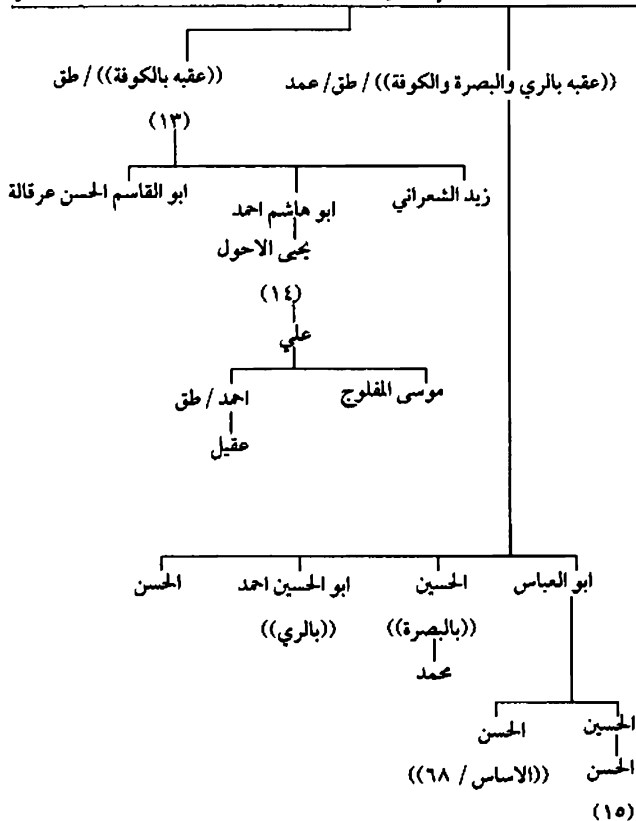 ((عقبه بالري والبصرة والكوفة)) / طق / عمد
((عقبه بالكوفة)) / طق
(١٣)
زيد الشعراني
ابو هاشم احمد
ابو القاسم الحسن عرقالة
يحيى الاحول
(١٤)
علي
موسى المفلوج
احمد / طق
عقيل
ابو العباس
الحسين
ابو الحسين احمد
الحسن
((بالبصرة))
((بالري))
محمد
الحسين
الحسن
الحسن
((الاساس / ٦٨))
(١٥)